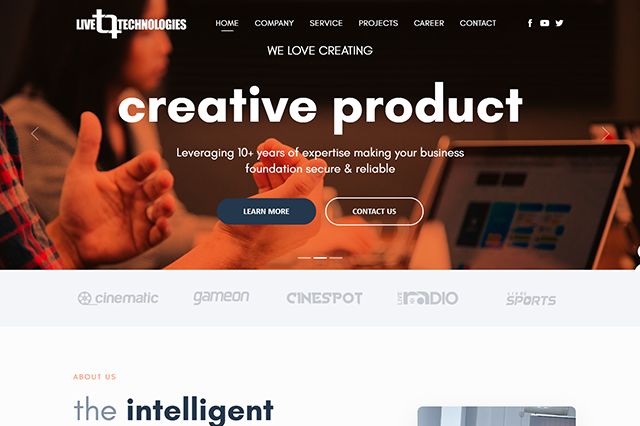 LIVE TECHNOLOGIES
HOME COMPANY SERVICE PROJECTS CAREER CONTACT
WE LOVE CREATING
creative product
Leveraging 10+ years of expertise making your business
foundation secure & reliable
LEARN MORE CONTACT US
cinematic gameon CINESPOT LIVE RADIO SPORTS
ABOUT US
the intelligent